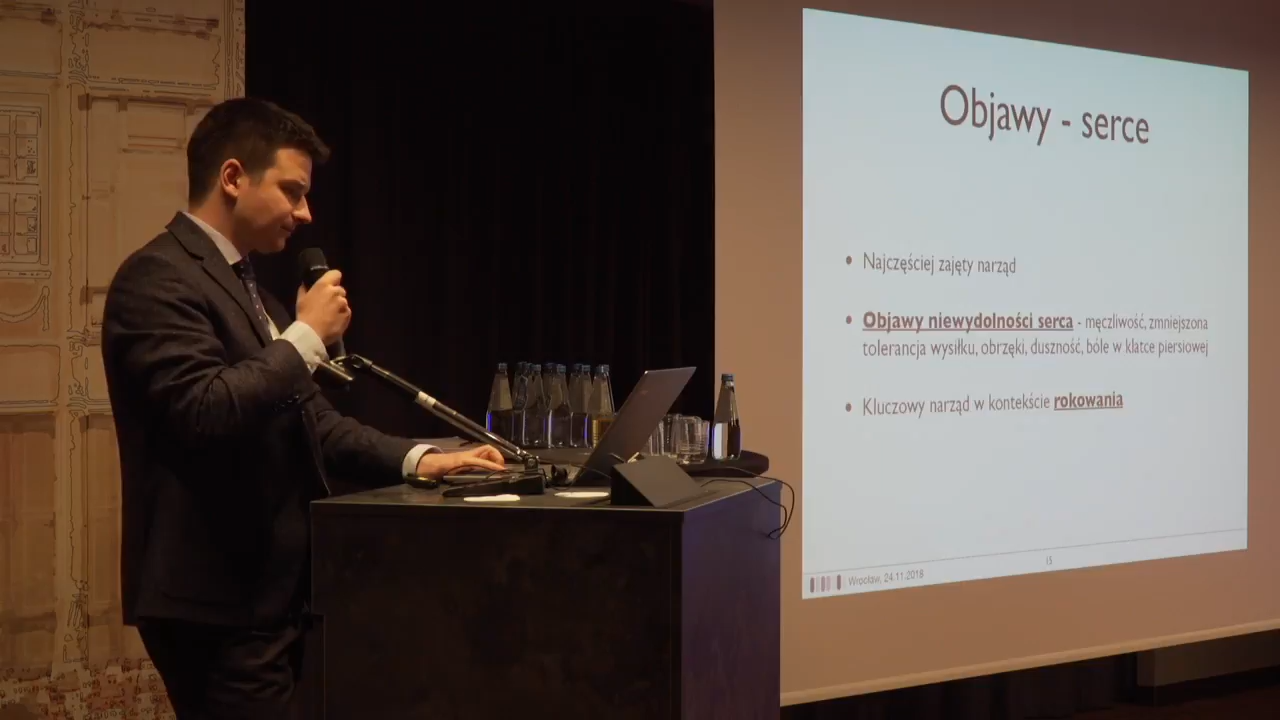 Objawy - serce
• Najczęściej zajęty narząd
• Objawy niewydolności serca - męczliwość, zmniejszona
tolerancja wysiłku, obrzęki, duszność, bóle w klatce piersiowej
• Kluczowy narząd w kontekście rokowania
15
Wrocław, 24.11.2018